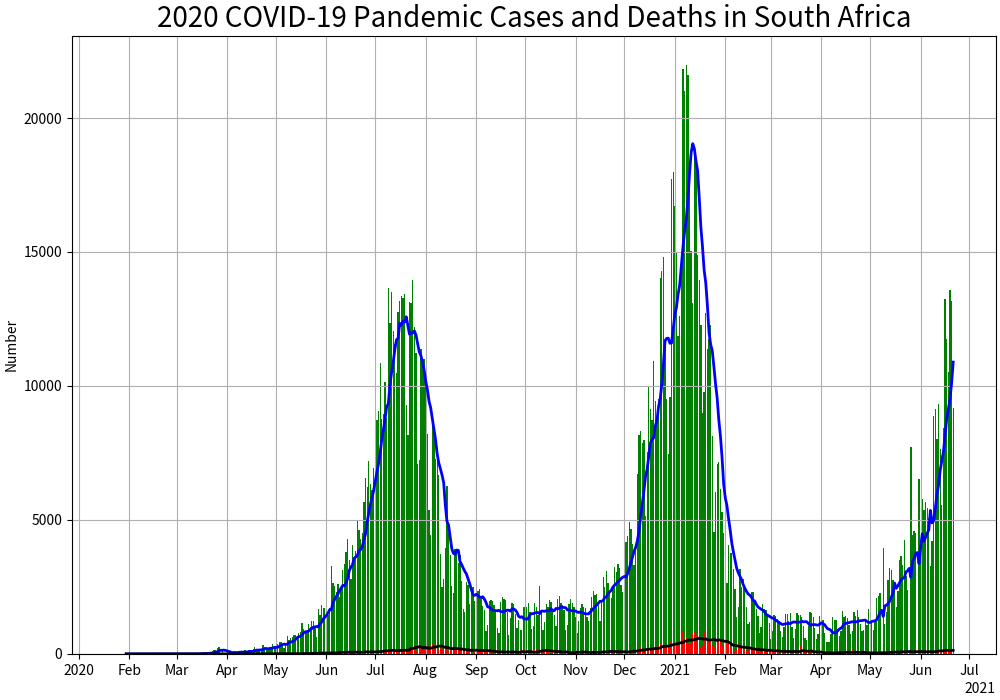 2020 COVID-19 Pandemic Cases and Deaths in South Africa
Number
20000
15000
10000
5000
0
2020 Feb Mar Apr May Jun Jul Aug Sep Oct Nov Dec 2021 Feb Mar Apr May Jun Jul
2021